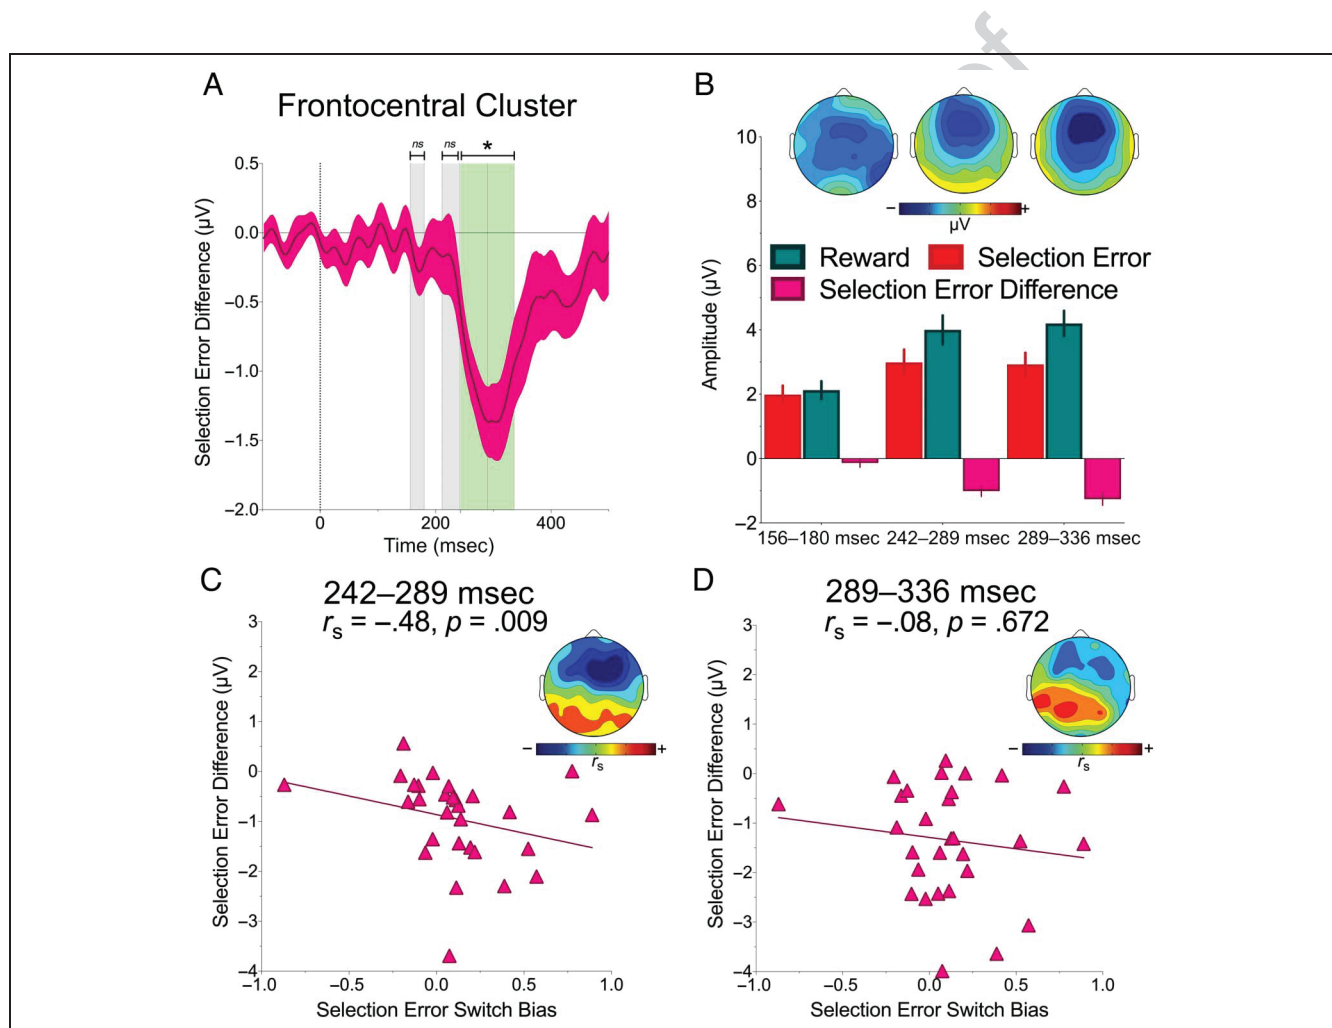 of
A
Frontocentral Cluster
ns
ns
*
0.5
0.0
−0.5
−1.0
−1.5
−2.0
Selection Error Difference (µV)
0
200
400
Time (msec)
B
− +
µV
Reward
Selection Error
Selection Error Difference
10
8
6
4
2
0
−2
Amplitude (µV)
156–180 msec
242–289 msec
289–336 msec
C
242–289 msec
rs = −.48, p = .009
− +
rs
3
2
1
0
−1
−2
−3
−4
Selection Error Difference (µV)
−1.0
−0.5
0.0
0.5
1.0
Selection Error Switch Bias
D
289–336 msec
rs = −.08, p = .672
− +
rs
3
2
1
0
−1
−2
−3
−4
Selection Error Difference (µV)
−0.5
0.0
0.5
1.0
Selection Error Switch Bias